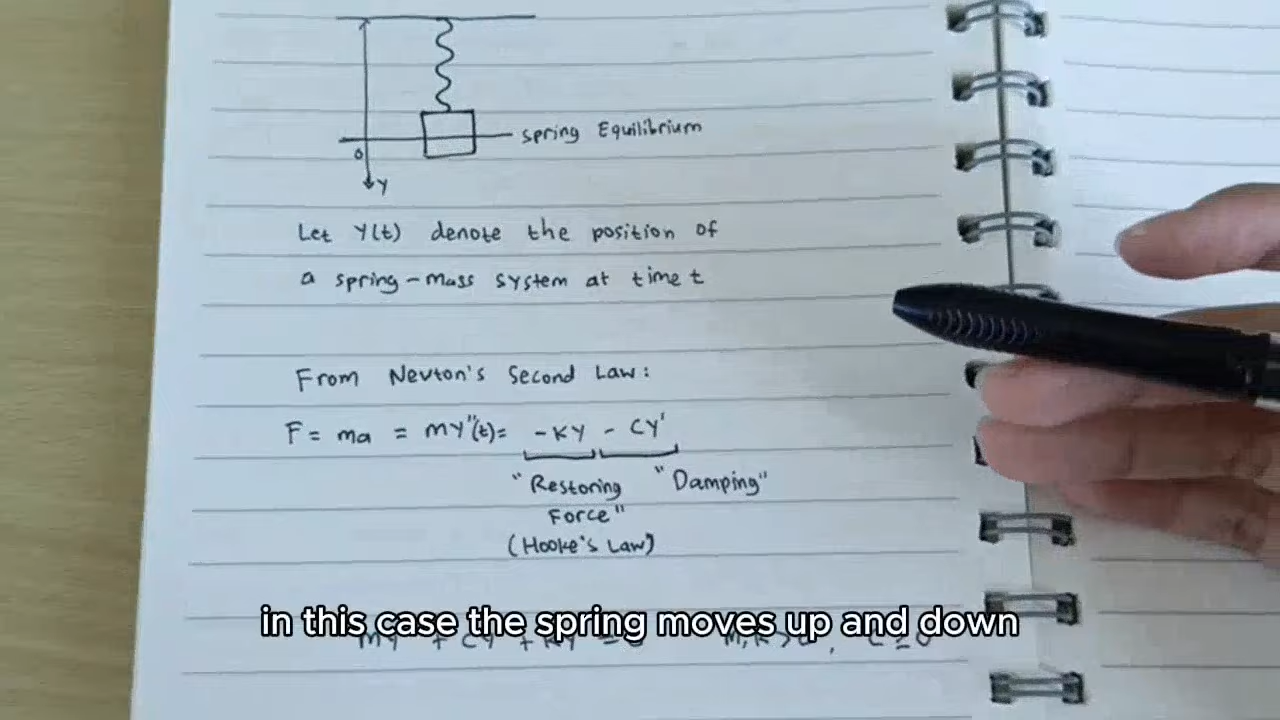 spring Equilibrium
0
Y
Let Y(t) denote the position of
a spring-mass system at time t
From Newton's Second Law:
F = ma = my"(t)= -KY - CY'
"Restoring Force" "Damping"
(Hooke's Law)
in this case the spring moves up and down